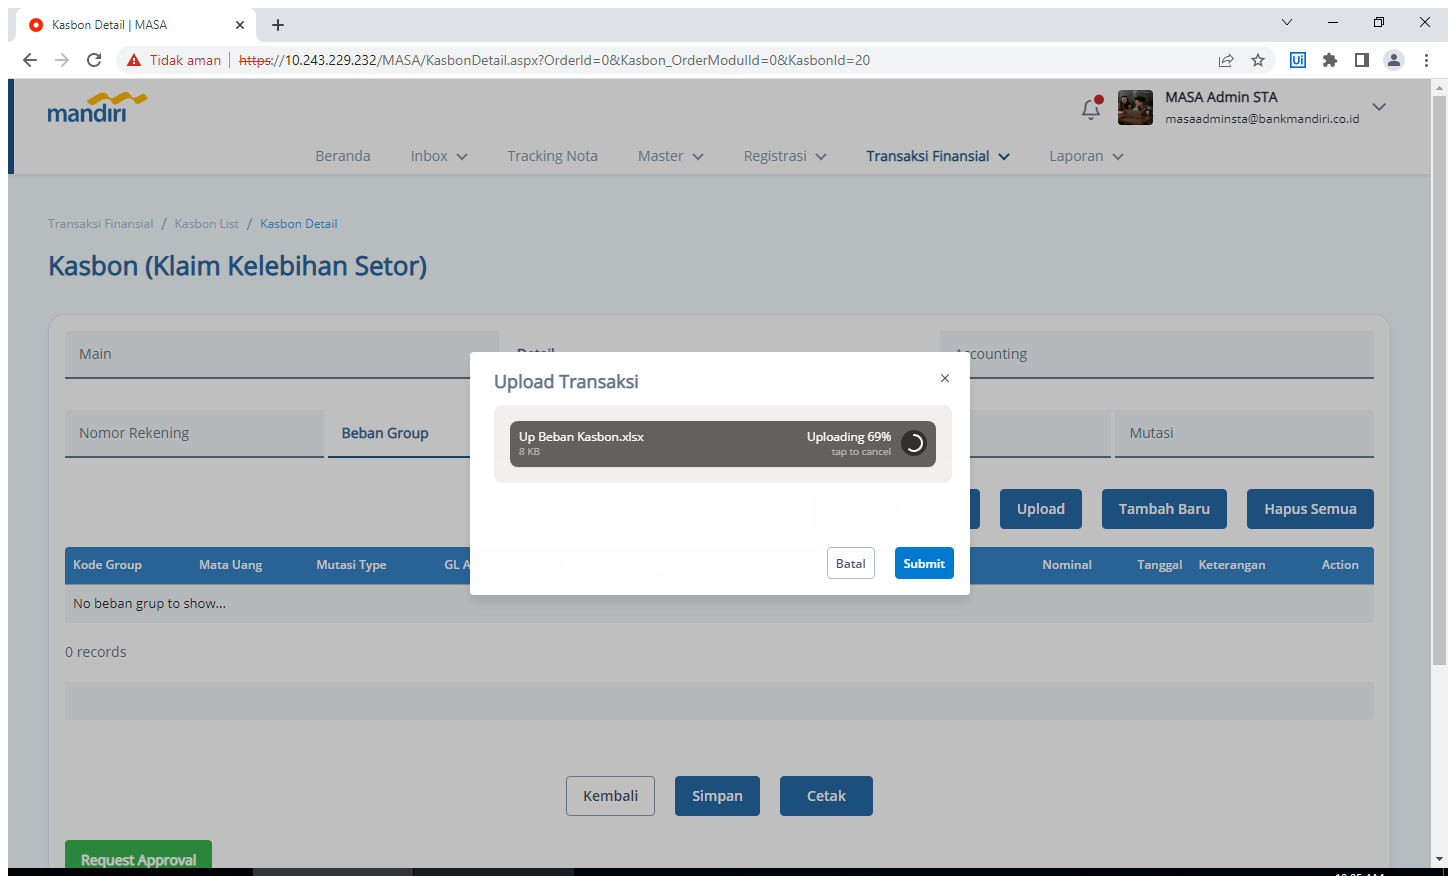 Kasbon Detail | MASA
Tidak aman https://10.243.229.232/MASA/KasbonDetail.aspx?OrderId=0&Kasbon_OrderModulId=0&KasbonId=20
Ui
mandiri
MASA Admin STA
masaadminsta@bankmandiri.co.id
Beranda Inbox Tracking Nota Master Registrasi Transaksi Finansial Laporan
Transaksi Finansial / Kasbon List / Kasbon Detail
Kasbon (Klaim Kelebihan Setor)
Main Detail Accounting
Upload Transaksi
Up Beban Kasbon.xlsx Uploading 69%
8 KB tap to cancel
Batal Submit
Nomor Rekening Beban Group Mutasi
Upload Tambah Baru Hapus Semua
Kode Group Mata Uang Mutasi Type GL A Nominal Tanggal Keterangan Action
No beban grup to show...
0 records
Kembali Simpan Cetak
Request Approval